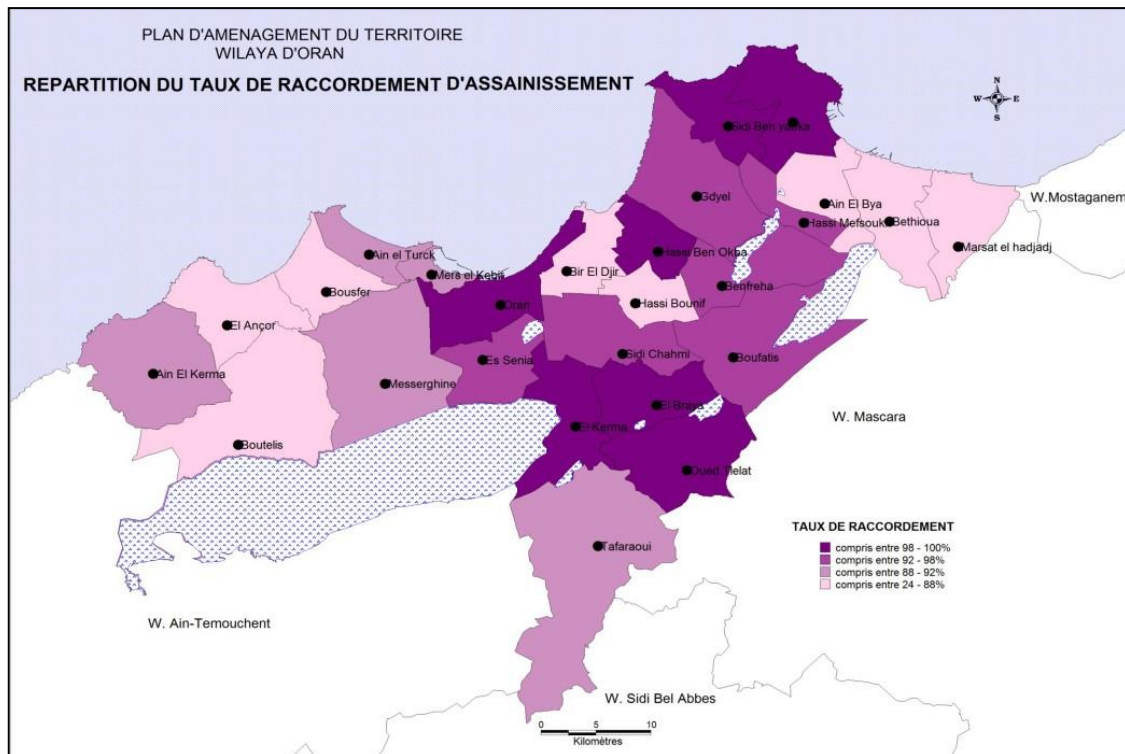 PLAN D'AMENAGEMENT DU TERRITOIRE
WILAYA D'ORAN
REPARTITION DU TAUX DE RACCORDEMENT D'ASSAINISSEMENT
N
W E
S
Sidi Ben yebka
Gdyel
Ain El Bya
W.Mostaganem
Hassi Mefsouk
Bethioua
Marsat el hadjadj
Hassi Ben Okba
Ain el Turck
Mers el Kebir
Bir El Djir
Benfreha
Bousfer
Oran
Hassi Bounif
El Ançor
Sidi Chahmi
Boufatis
Es Senia
Ain El Kerma
Messerghine
El Braya
W. Mascara
El Kerma
Boutelis
Oued Tlelat
TAUX DE RACCORDEMENT
compris entre 98 - 100%
compris entre 92 - 98%
compris entre 88 - 92%
compris entre 24 - 88%
Tafaraoui
W. Ain-Temouchent
W. Sidi Bel Abbes
0 5 10
Kilomètres